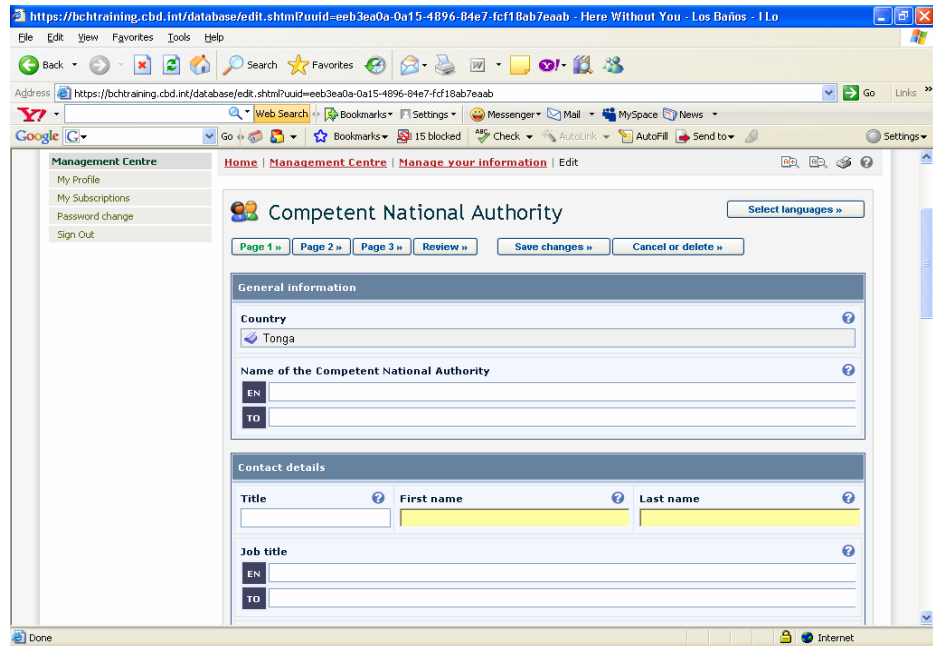 https://bchtraining.cbd.int/database/edit.shtml?uuid=eeb3ea0a-0a15-4896-84e7-fcf18ab7eaab - Here Without You - Los Baños - I Lo
File Edit View Favorites Tools Help
Back Search Favorites
Address https://bchtraining.cbd.int/database/edit.shtml?uuid=eeb3ea0a-0a15-4896-84e7-fcf18ab7eaab Go Links »
Y7 Web Search Bookmarks Settings Messenger Mail MySpace News
Google G Go Bookmarks 15 blocked ABC Check AutoLink AutoFill Send to Settings
Management Centre
My Profile
My Subscriptions
Password change
Sign Out
Home | Management Centre | Manage your information | Edit
Competent National Authority
Select languages »
Page 1 » Page 2 » Page 3 » Review » Save changes » Cancel or delete »
General information
Country
Tonga
Name of the Competent National Authority
EN
TO
Contact details
Title First name Last name
Job title
EN
TO
Done Internet